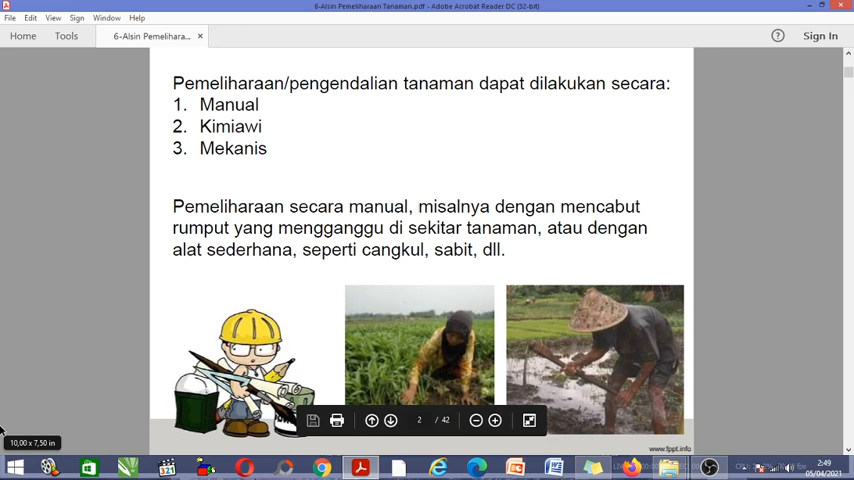 6-Alsin Pemeliharaan Tanaman.pdf - Adobe Acrobat Reader DC (32-bit)
File Edit View Sign Window Help
Home Tools 6-Alsin Pemelihara... × Sign In
Pemeliharaan/pengendalian tanaman dapat dilakukan secara:
1. Manual
2. Kimiawi
3. Mekanis
Pemeliharaan secara manual, misalnya dengan mencabut
rumput yang mengganggu di sekitar tanaman, atau dengan
alat sederhana, seperti cangkul, sabit, dll.
2 / 42
10,00 x 7,50 in
www.fppt.info
321
2:49
05/04/2021